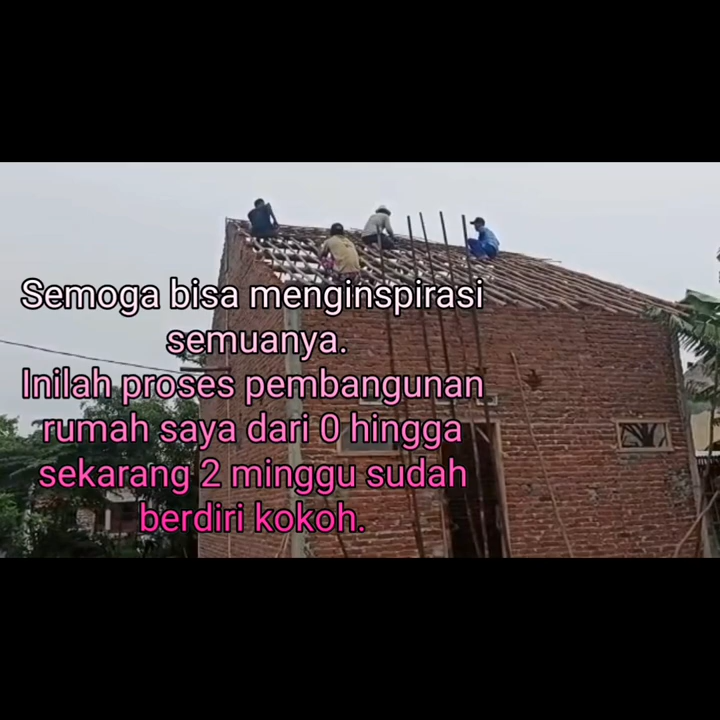 Semoga bisa menginspirasi
semuanya.
Inilah proses pembangunan
rumah saya dari 0 hingga
sekarang 2 minggu sudah
berdiri kokoh.